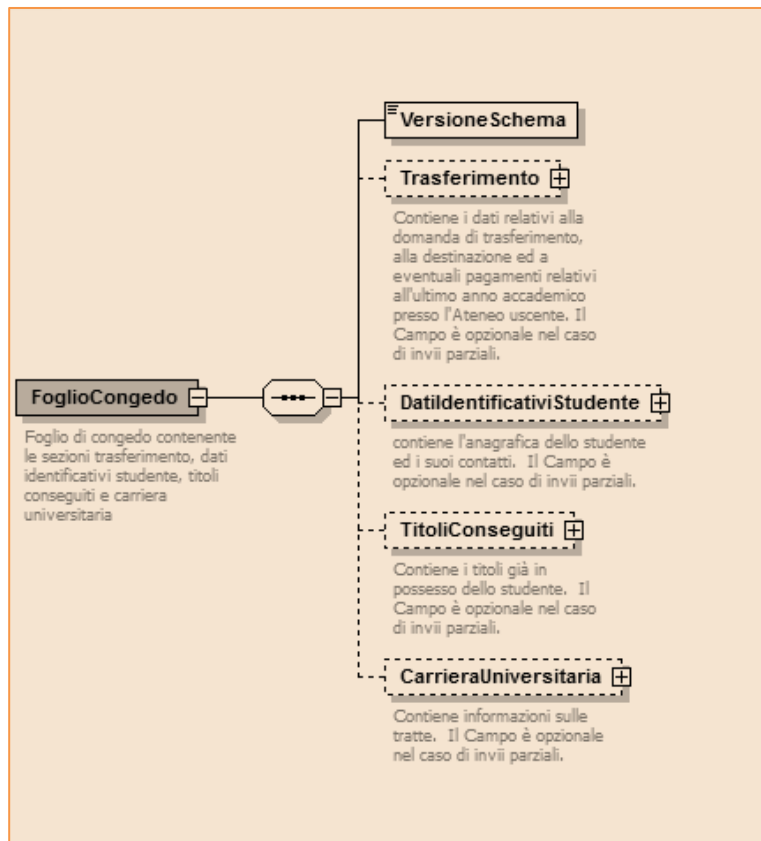 VersioneSchema
Trasferimento
Contiene i dati relativi alla
domanda di trasferimento,
alla destinazione ed a
eventuali pagamenti relativi
all'ultimo anno accademico
presso l'Ateneo uscente. Il
Campo è opzionale nel caso
di invii parziali.
FoglioCongedo
Foglio di congedo contenente
le sezioni trasferimento, dati
identificativi studente, titoli
conseguiti e carriera
universitaria
DatiIdentificativiStudente
contiene l'anagrafica dello studente
ed i suoi contatti. Il Campo è
opzionale nel caso di invii parziali.
TitoliConseguiti
Contiene i titoli già in
possesso dello studente. Il
Campo è opzionale nel caso
di invii parziali.
CarrieraUniversitaria
Contiene informazioni sulle
tratte. Il Campo è opzionale
nel caso di invii parziali.